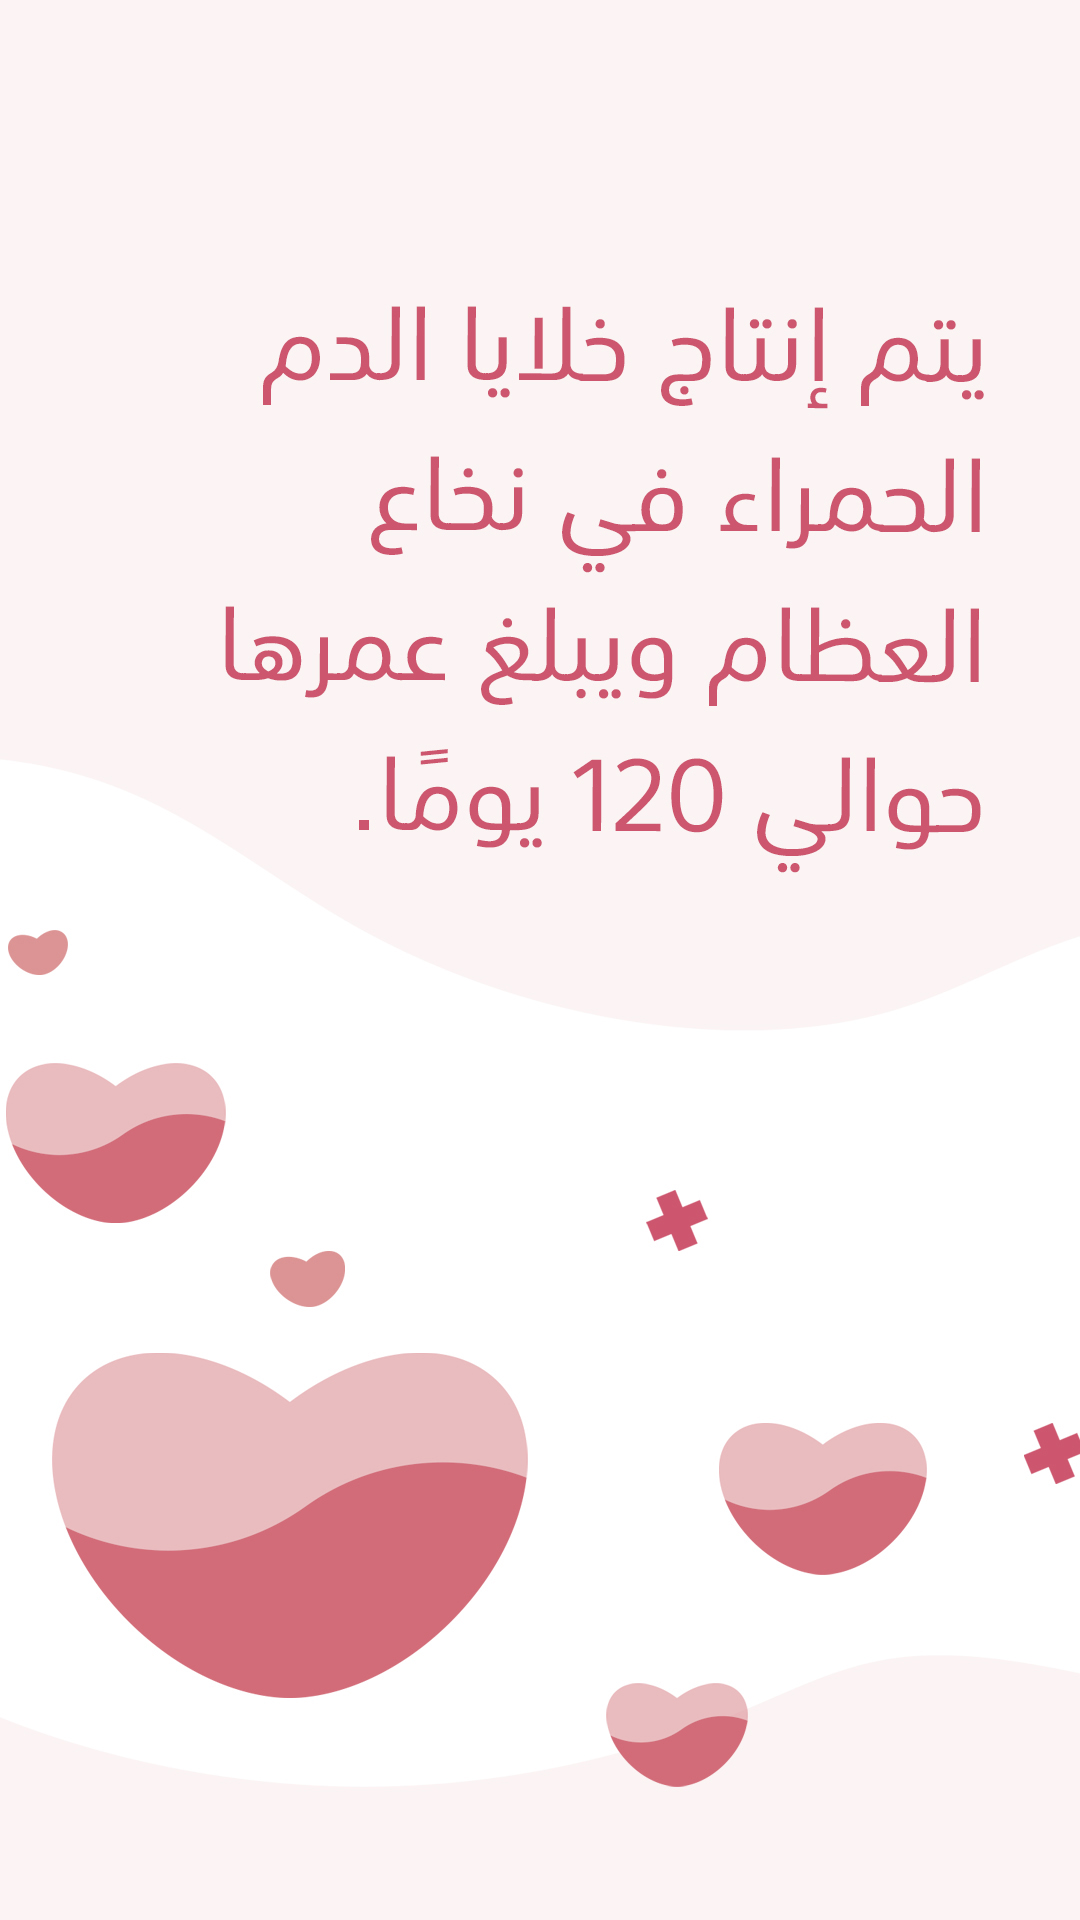 يتم إنتاج خلايا الدم
الحمراء في نخاع
العظام ويبلغ عمرها
حوالي 120 يومًا.